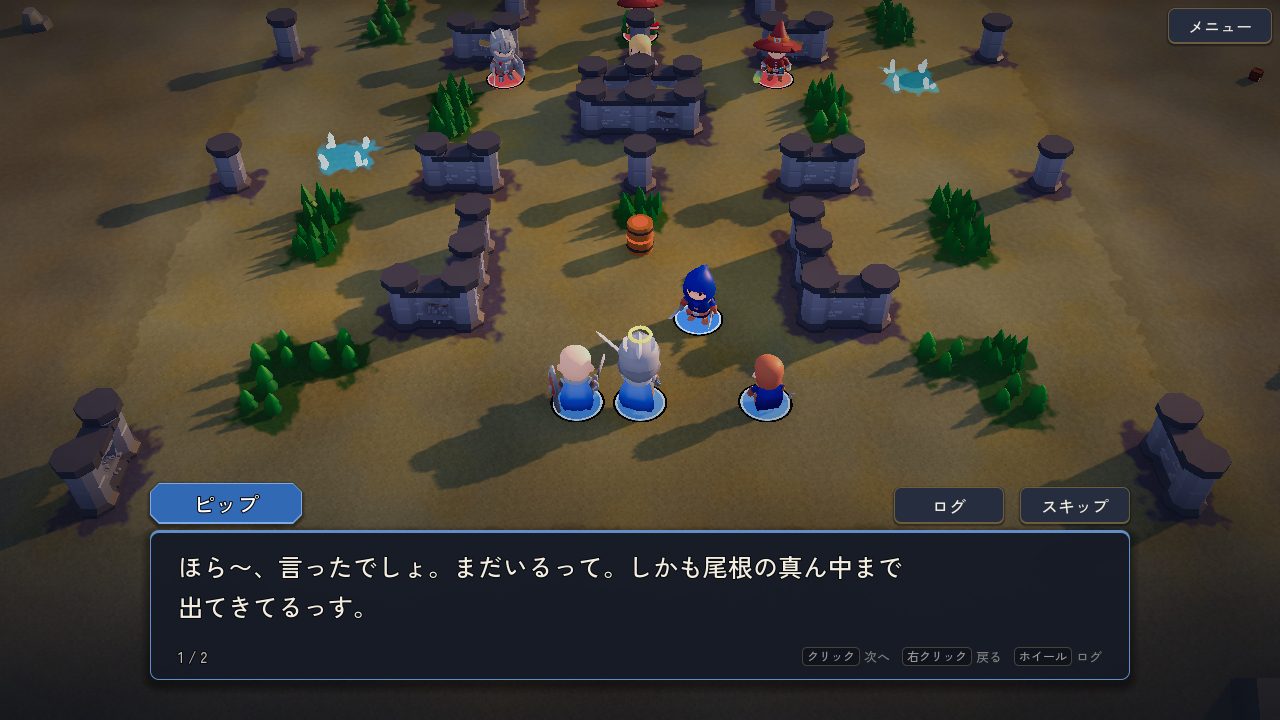 メニュー
ピップ
ログ
スキップ
ほら～、言ったでしょ。まだいるって。しかも尾根の真ん中まで
出てきてるっす。
1 / 2
クリック 次へ 右クリック 戻る ホイール ログ